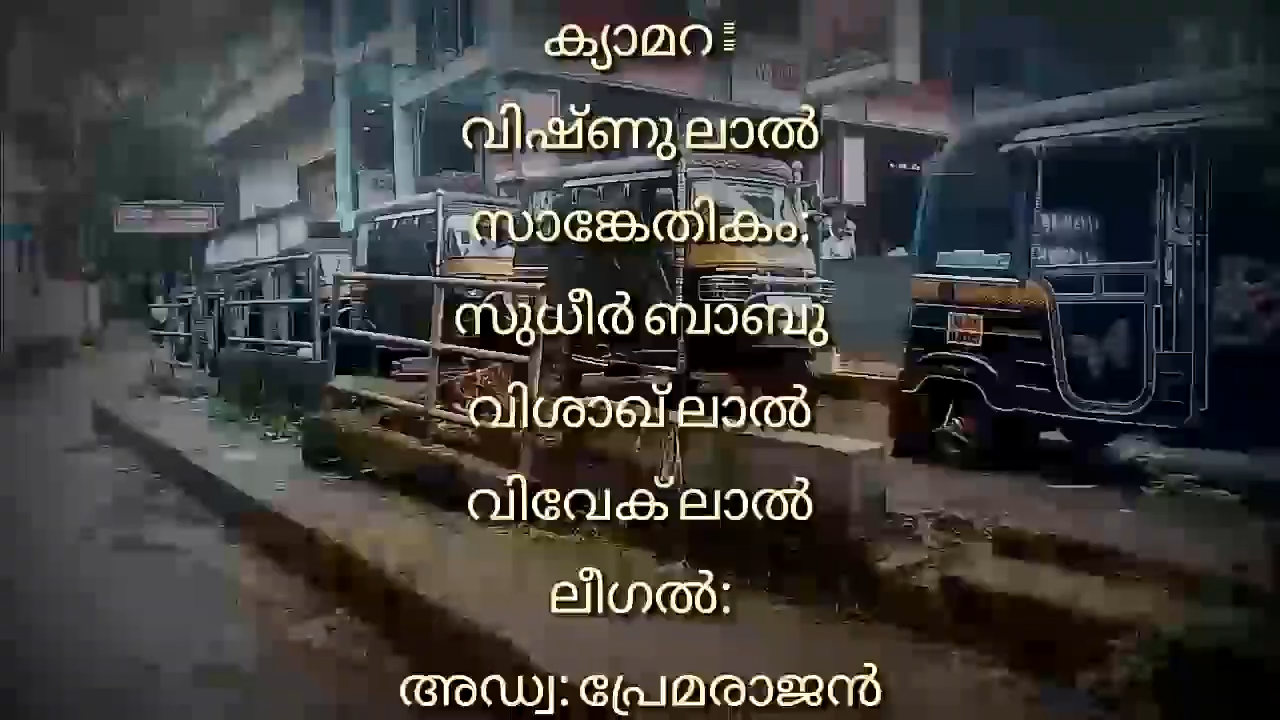 ക്യാമറ
വിഷ്ണു ലാൽ
സാങ്കേതികം:
സുധീർ ബാബു
വിശാഖ് ലാൽ
വിവേക് ലാൽ
ലീഗൽ:
അഡ്വ: പ്രേമരാജൻ